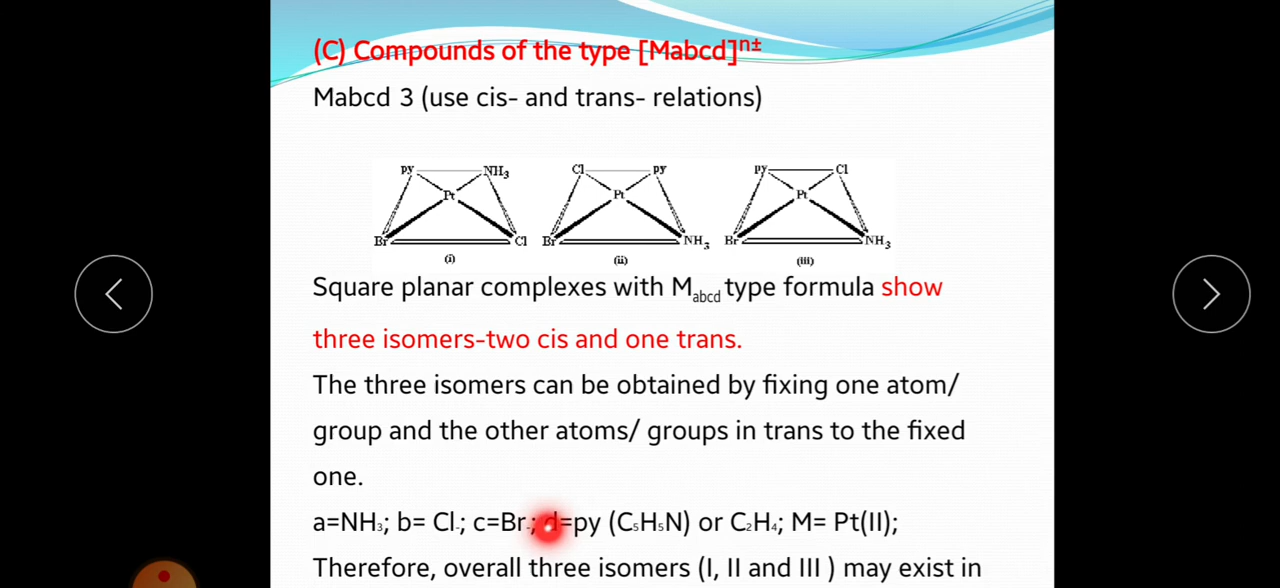 (C) Compounds of the type [Mabcd]ⁿ±
Mabcd 3 (use cis- and trans- relations)
py NH₃ Cl py py Cl
Pt Pt Pt
Br Cl Br NH₃ Br NH₃
(i) (ii) (iii)
Square planar complexes with Mabcd type formula show
three isomers-two cis and one trans.
The three isomers can be obtained by fixing one atom/
group and the other atoms/ groups in trans to the fixed
one.
a=NH₃; b= Cl-; c=Br-; d=py (C₅H₅N) or C₂H₄; M= Pt(II);
Therefore, overall three isomers (I, II and III ) may exist in